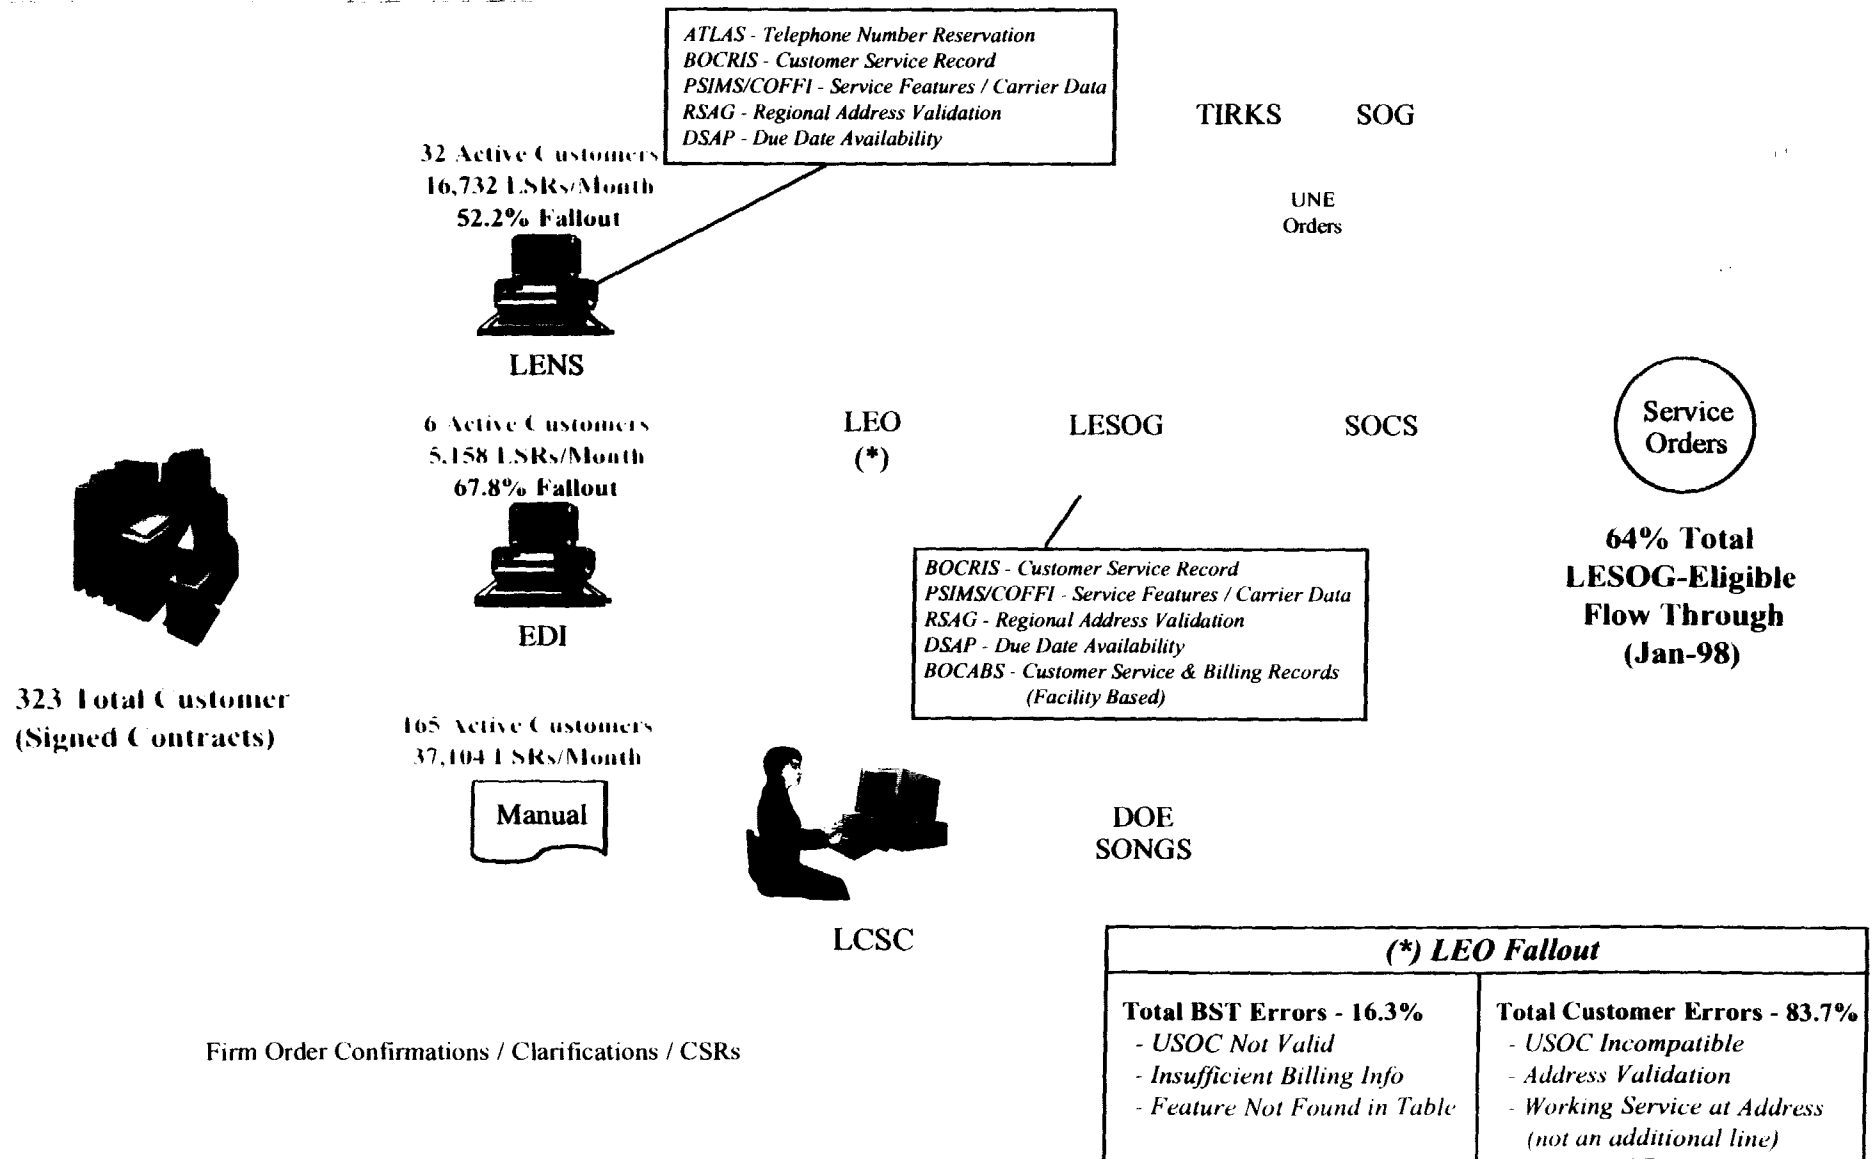 ATLAS - Telephone Number Reservation
BOCRIS - Customer Service Record
PSIMS/COFFI - Service Features / Carrier Data
RSAG - Regional Address Validation
DSAP - Due Date Availability
TIRKS
SOG
UNE
Orders
32 Active Customers
16,732 LSRs/Month
52.2% Fallout
LENS
6 Active Customers
5,158 LSRs/Month
67.8% Fallout
EDI
LEO
(*)
LESOG
SOCS
Service
Orders
64% Total
LESOG-Eligible
Flow Through
(Jan-98)
BOCRIS - Customer Service Record
PSIMS/COFFI - Service Features / Carrier Data
RSAG - Regional Address Validation
DSAP - Due Date Availability
BOCABS - Customer Service & Billing Records
(Facility Based)
323 Total Customer
(Signed Contracts)
165 Active Customers
37,104 LSRs/Month
Manual
LCSC
DOE
SONGS
Firm Order Confirmations / Clarifications / CSRs
(*) LEO Fallout
Total BST Errors - 16.3%
- USOC Not Valid
- Insufficient Billing Info
- Feature Not Found in Table
Total Customer Errors - 83.7%
- USOC Incompatible
- Address Validation
- Working Service at Address
(not an additional line)